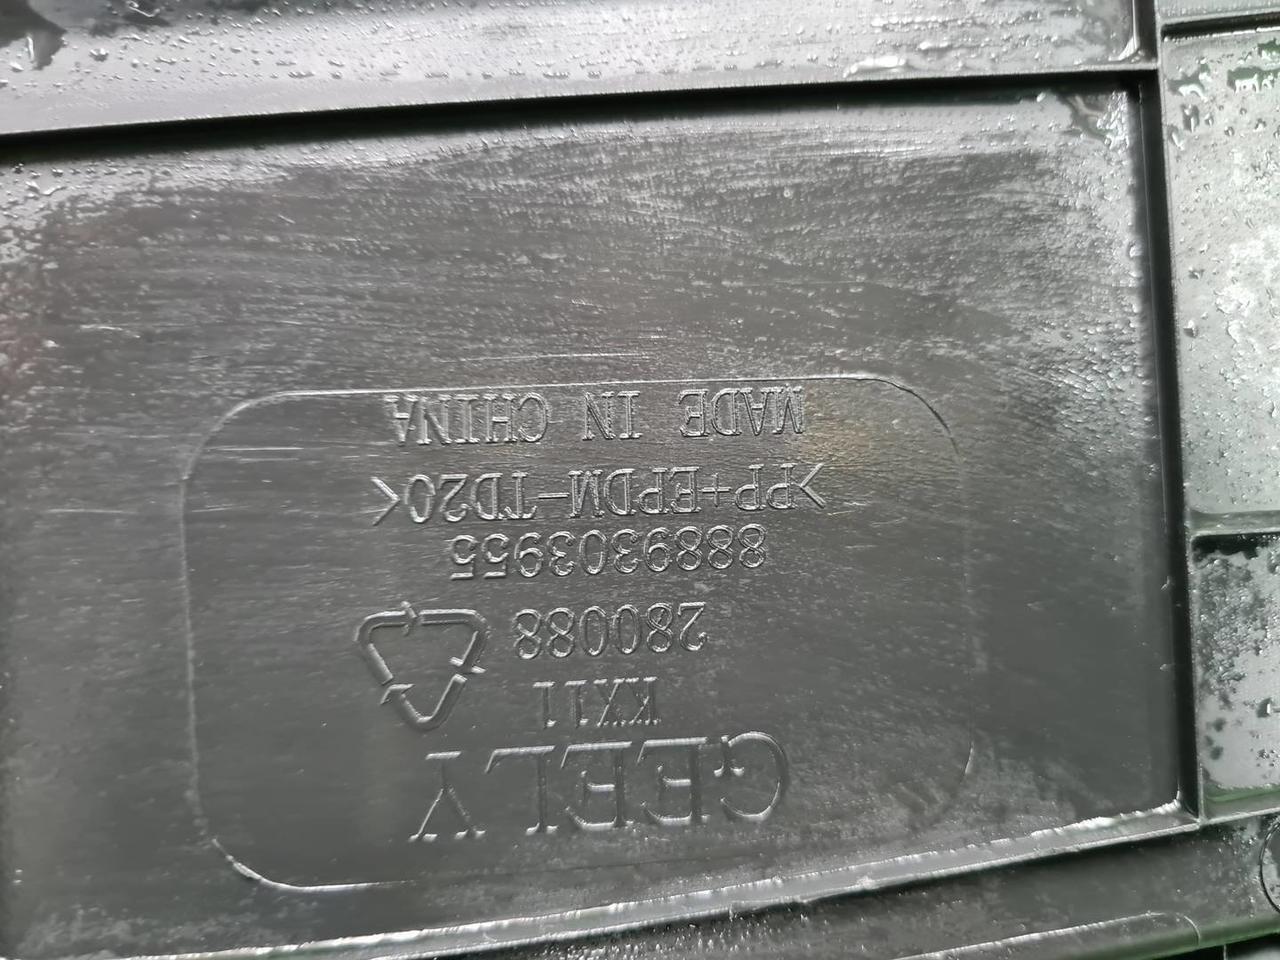 GEELY
KX11
280088
8889303955
>PP+EPDM-TD20<
MADE IN CHINA